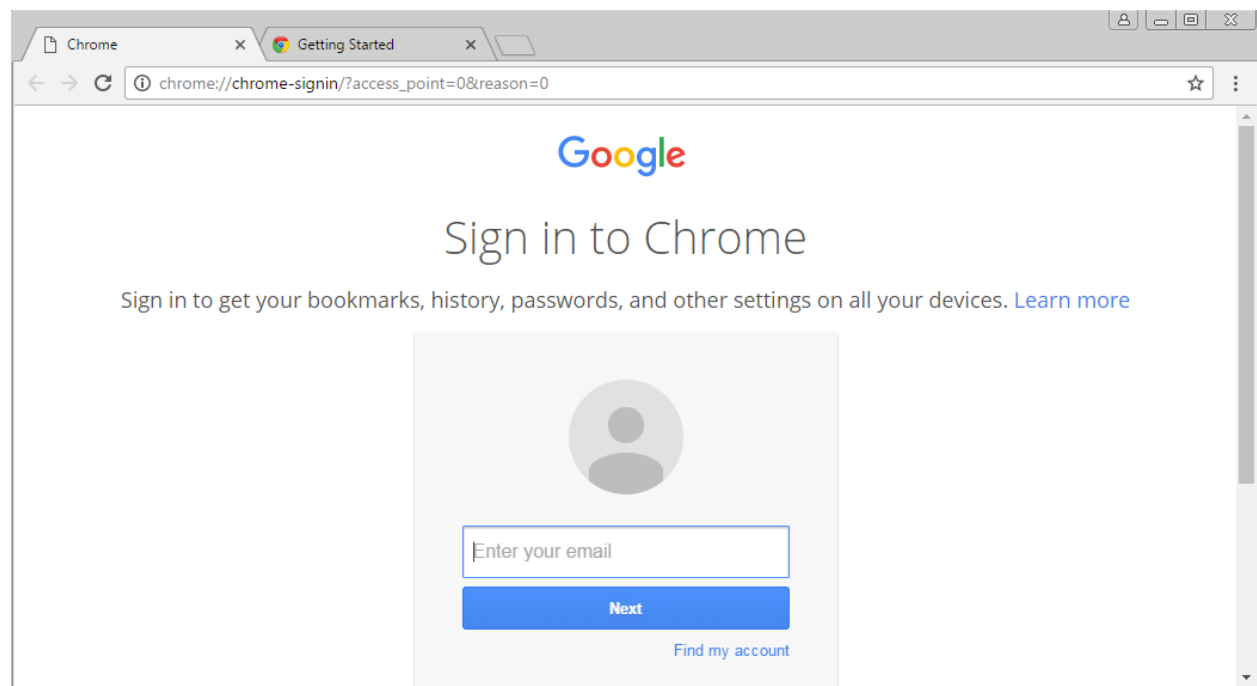 Chrome
Getting Started
chrome://chrome-signin/?access_point=0&reason=0
Google
Sign in to Chrome
Sign in to get your bookmarks, history, passwords, and other settings on all your devices. Learn more
Enter your email
Next
Find my account